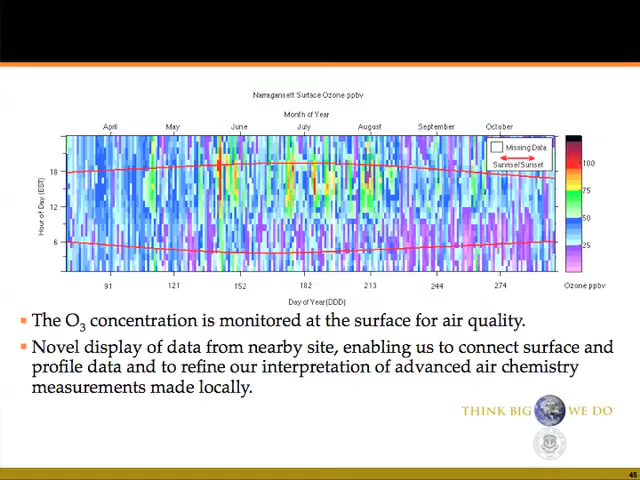 Narragansett Surface Ozone ppbv
Month of Year
April May June July August September October
Missing Data
Sunrise/Sunset
18
12
6
Hour of Day (EST)
100
75
50
25
91 121 152 182 213 244 274 Ozone ppbv
Day of Year(DDD)
The O3 concentration is monitored at the surface for air quality.
Novel display of data from nearby site, enabling us to connect surface and
profile data and to refine our interpretation of advanced air chemistry
measurements made locally.
THINK BIG WE DO
45